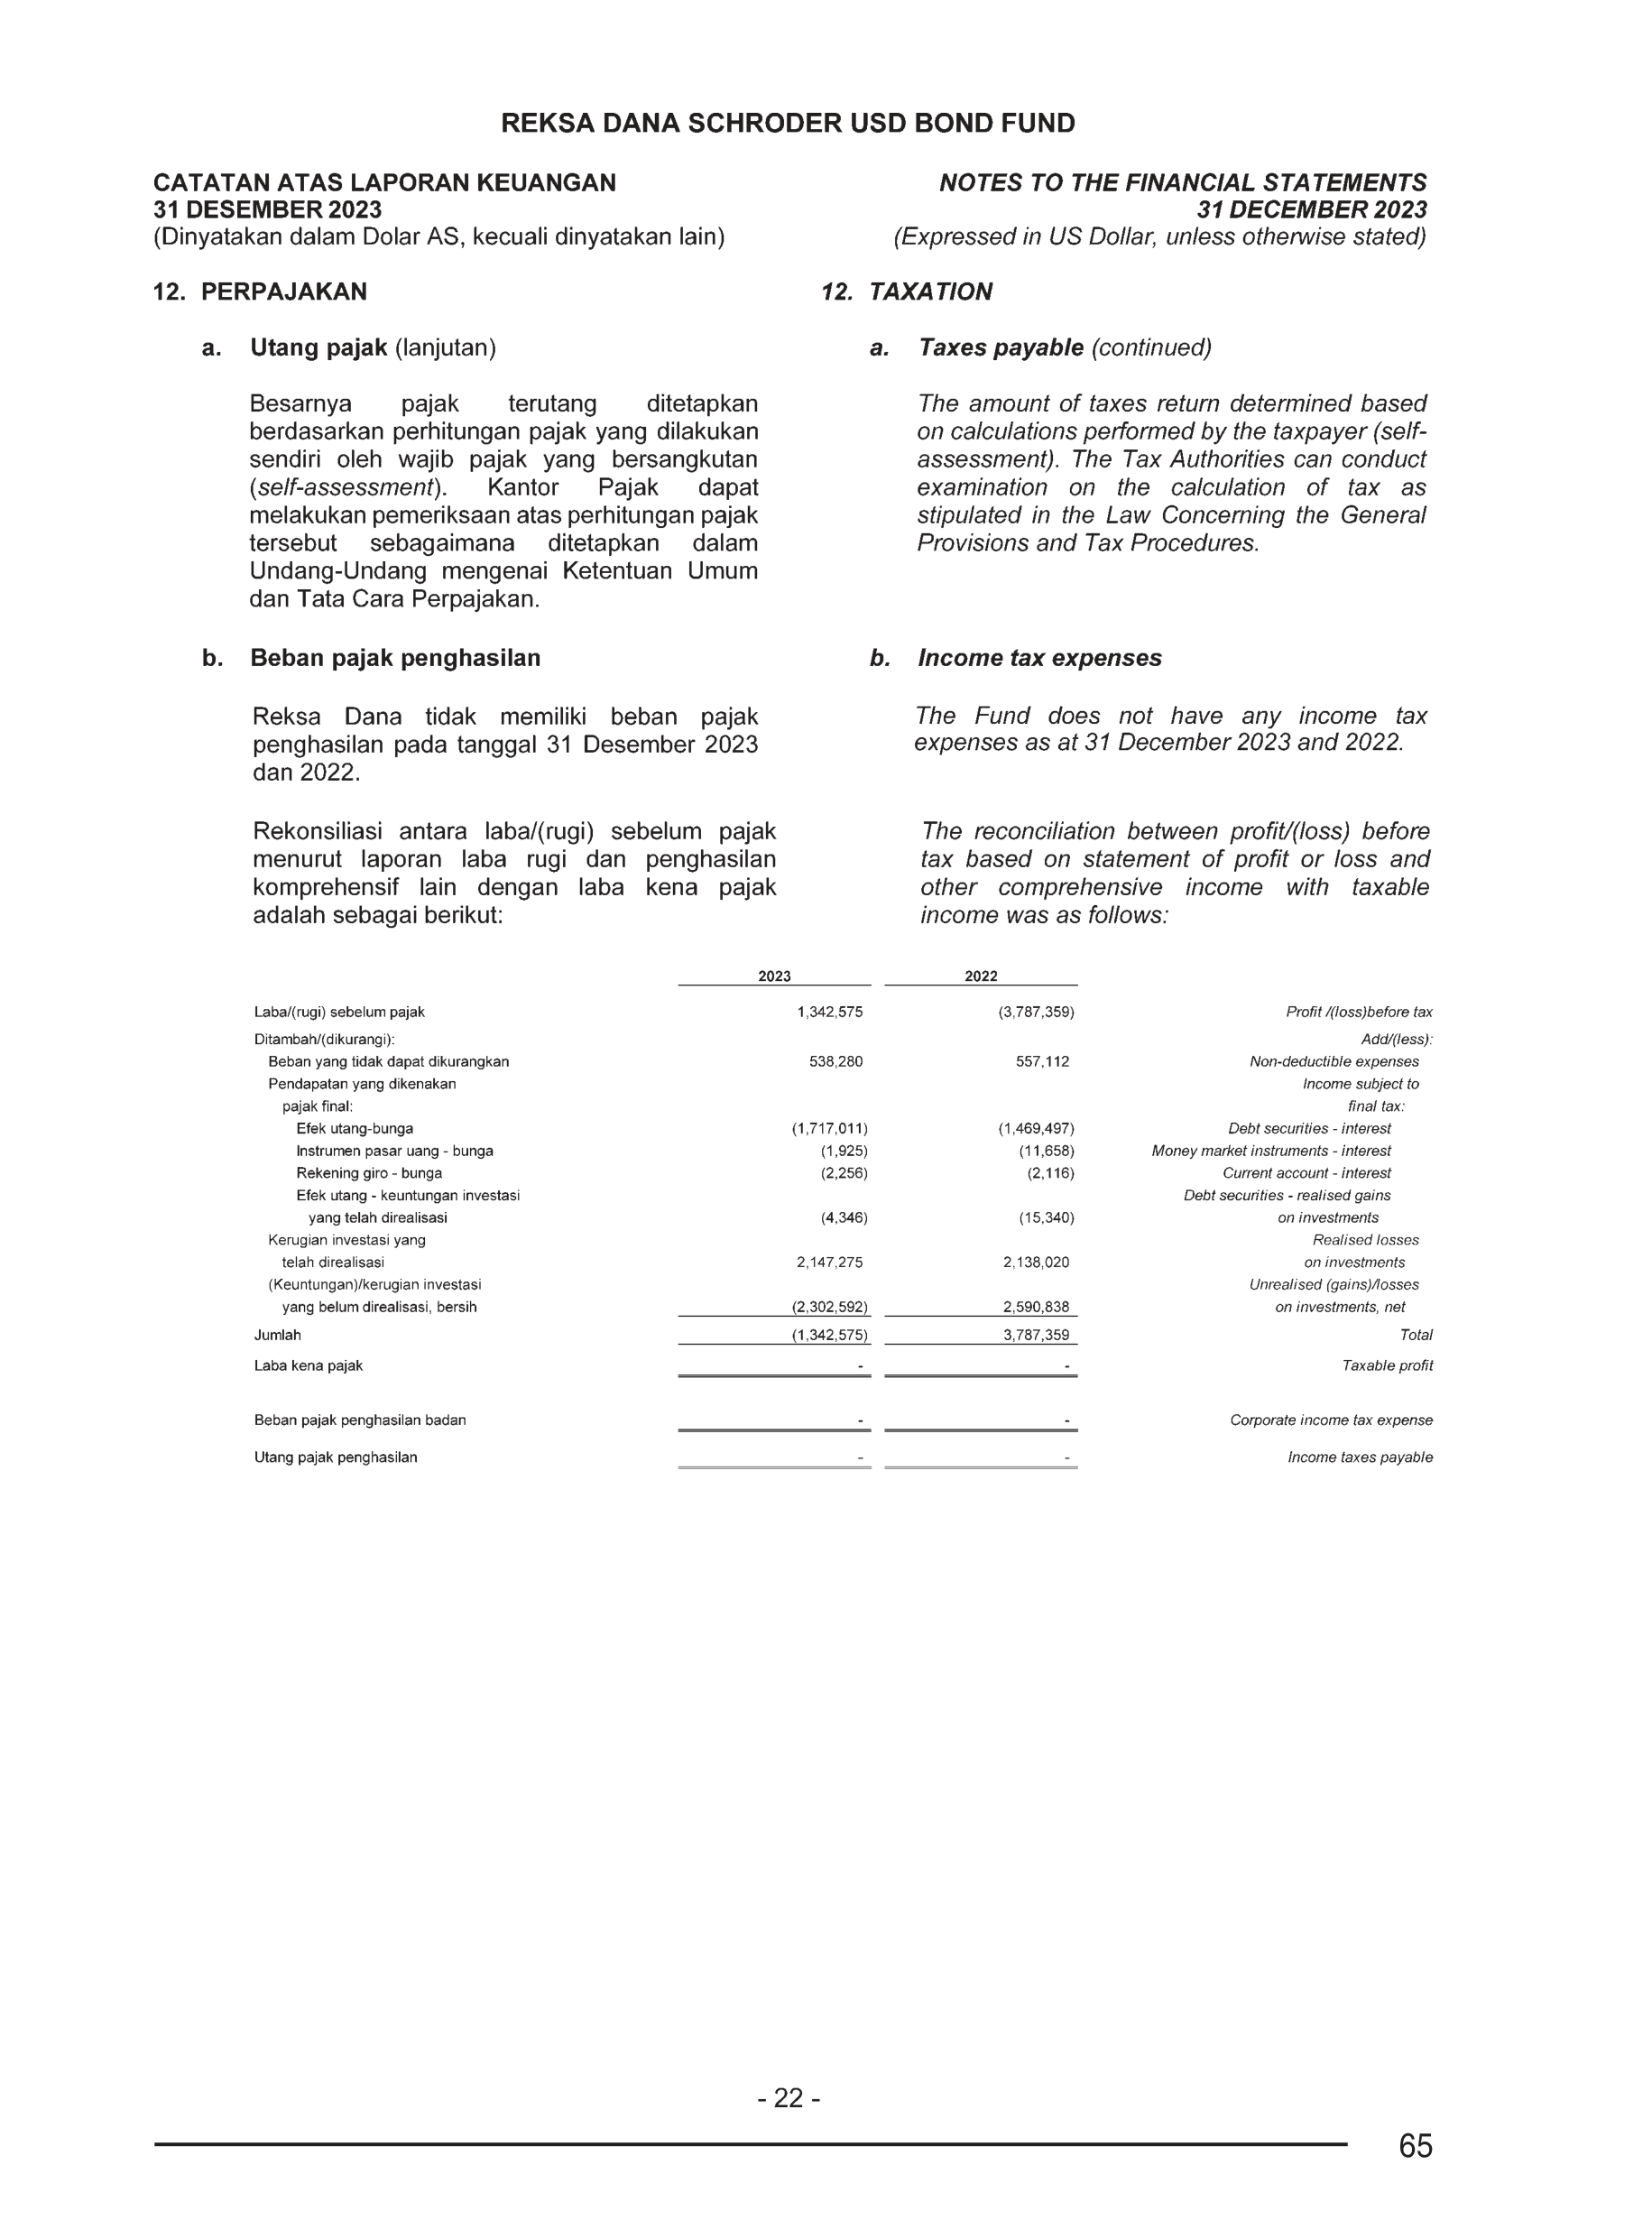 REKSA DANA SCHRODER USD BOND FUND
CATATAN ATAS LAPORAN KEUANGAN
31 DESEMBER 2023
(Dinyatakan dalam Dolar AS, kecuali dinyatakan lain)
NOTES TO THE FINANCIAL STATEMENTS
31 DECEMBER 2023
(Expressed in US Dollar, unless otherwise stated)
12. PERPAJAKAN
a. Utang pajak (lanjutan)
Besarnya pajak terutang ditetapkan
berdasarkan perhitungan pajak yang dilakukan
sendiri oleh wajib pajak yang bersangkutan
(self-assessment). Kantor Pajak dapat
melakukan pemeriksaan atas perhitungan pajak
tersebut sebagaimana ditetapkan dalam
Undang-Undang mengenai Ketentuan Umum
dan Tata Cara Perpajakan.
12. TAXATION
a. Taxes payable (continued)
The amount of taxes return determined based
on calculations performed by the taxpayer (self-
assessment). The Tax Authorities can conduct
examination on the calculation of tax as
stipulated in the Law Concerning the General
Provisions and Tax Procedures.
b. Beban pajak penghasilan
Reksa Dana tidak memiliki beban pajak
penghasilan pada tanggal 31 Desember 2023
dan 2022.
Rekonsiliasi antara laba/(rugi) sebelum pajak
menurut laporan laba rugi dan penghasilan
komprehensif lain dengan laba kena pajak
adalah sebagai berikut:
b. Income tax expenses
The Fund does not have any income tax
expenses as at 31 December 2023 and 2022.
The reconciliation between profit/(loss) before
tax based on statement of profit or loss and
other comprehensive income with taxable
income was as follows:
2023 2022
Laba/(rugi) sebelum pajak 1,342,575 (3,787,359) Profit /(loss)before tax
Ditambah/(dikurangi): Add/(less):
Beban yang tidak dapat dikurangkan 538,280 557,112 Non-deductible expenses
Pendapatan yang dikenakan Income subject to
pajak final: final tax:
Efek utang-bunga (1,717,011) (1,469,497) Debt securities - interest
Instrumen pasar uang - bunga (1,925) (11,658) Money market instruments - interest
Rekening giro - bunga (2,256) (2,116) Current account - interest
Efek utang - keuntungan investasi Debt securities - realised gains
yang telah direalisasi (4,346) (15,340) on investments
Kerugian investasi yang Realised losses
telah direalisasi 2,147,275 2,138,020 on investments
(Keuntungan)/kerugian investasi Unrealised (gains)/losses
yang belum direalisasi, bersih (2,302,592) 2,590,838 on investments, net
Jumlah (1,342,575) 3,787,359 Total
Laba kena pajak - - Taxable profit
Beban pajak penghasilan badan - - Corporate income tax expense
Utang pajak penghasilan - - Income taxes payable
- 22 -
65